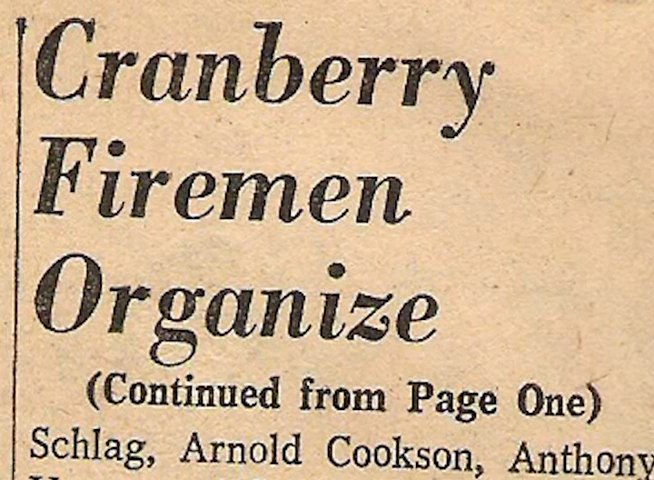 Cranberry
Firemen
Organize
(Continued from Page One)
Schlag, Arnold Cookson, Anthony